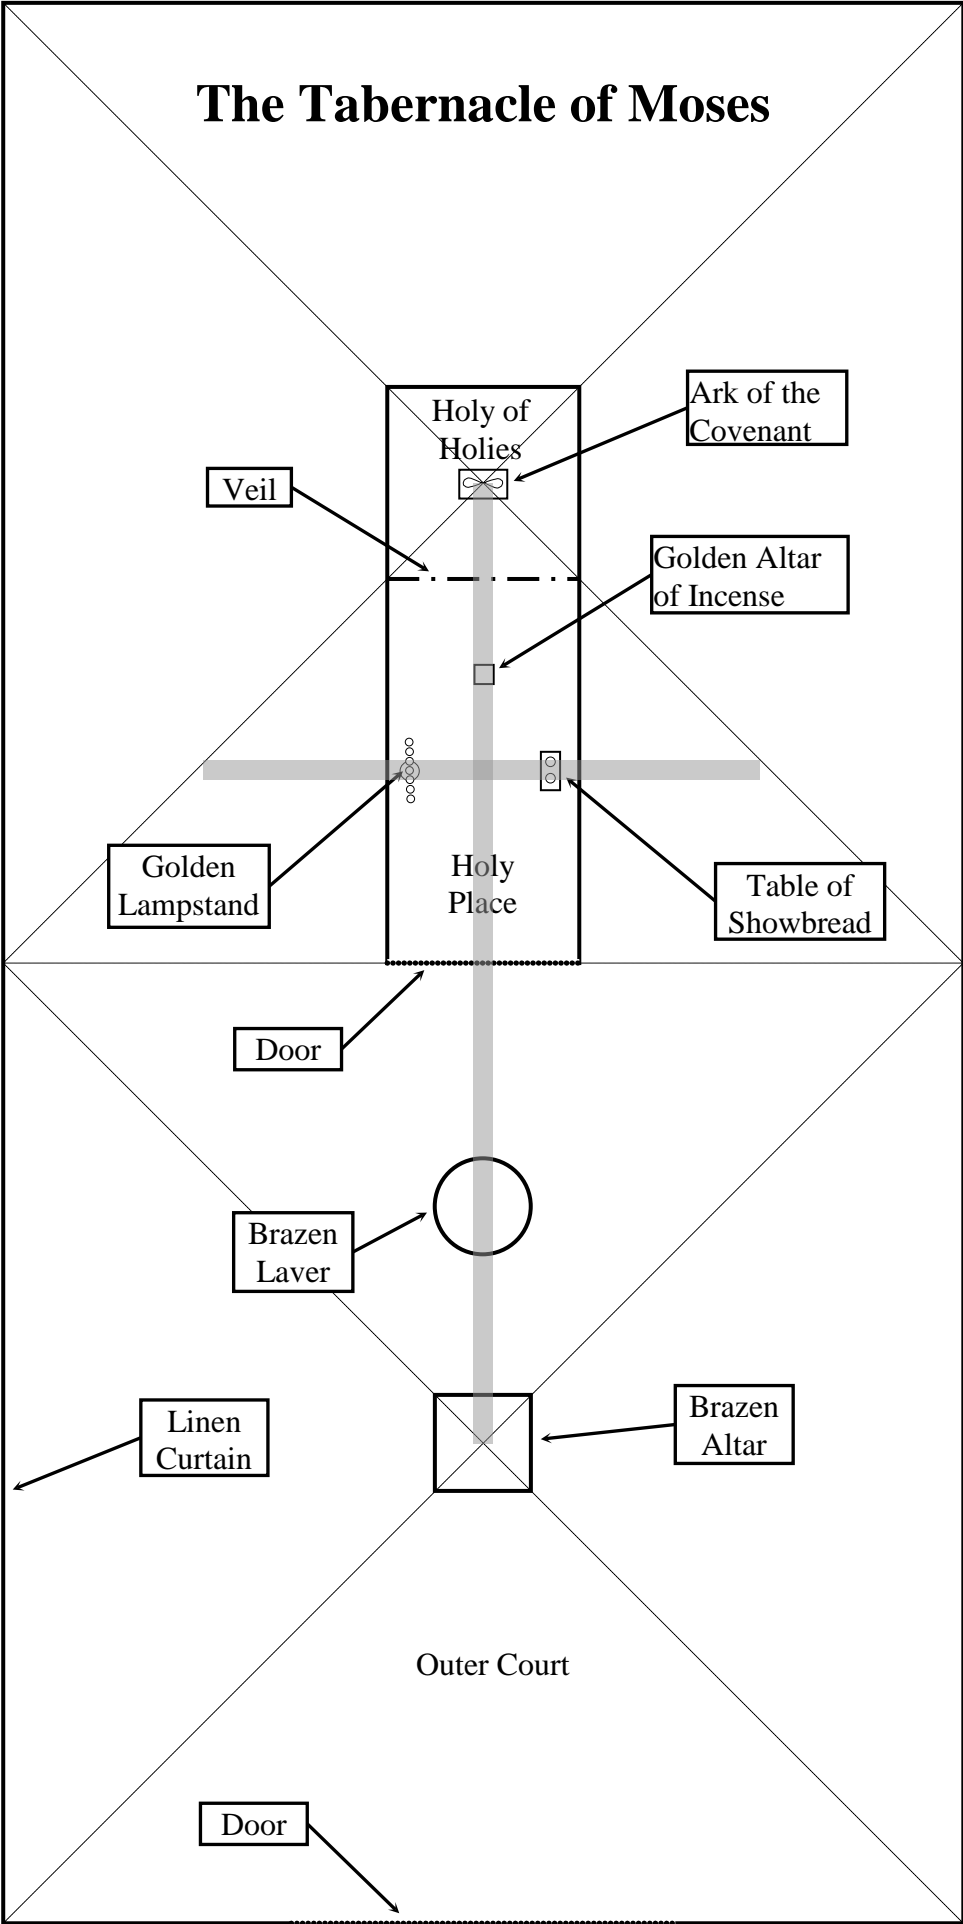 The Tabernacle of Moses
Holy of
Holies
Ark of the
Covenant
Veil
Golden Altar
of Incense
Golden
Lampstand
Holy
Place
Table of
Showbread
Door
Brazen
Laver
Linen
Curtain
Brazen
Altar
Outer Court
Door